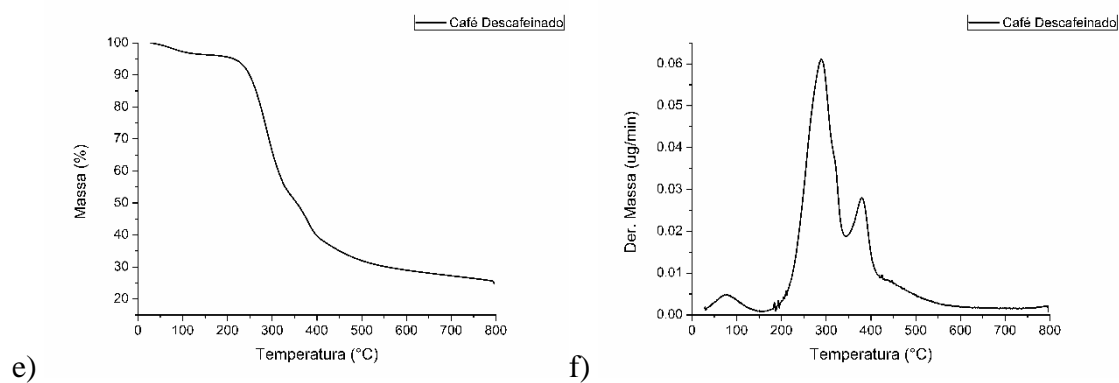 Café Descafeinado
100
90
80
70
60
50
40
30
20
Massa (%)
0 100 200 300 400 500 600 700 800
Temperatura (°C)
e)
Café Descafeinado
0.06
0.05
0.04
0.03
0.02
0.01
0.00
Der. Massa (ug/min)
0 100 200 300 400 500 600 700 800
Temperatura (°C)
f)